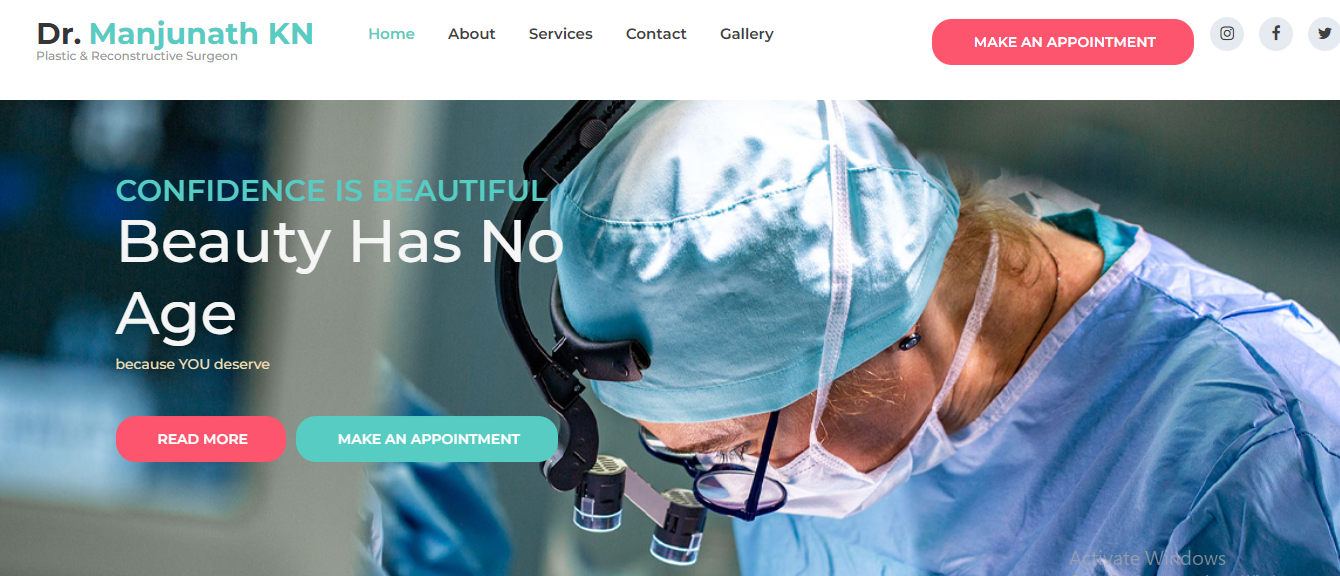 Dr. Manjunath KN
Plastic & Reconstructive Surgeon
Home About Services Contact Gallery
MAKE AN APPOINTMENT
CONFIDENCE IS BEAUTIFUL
Beauty Has No
Age
because YOU deserve
READ MORE MAKE AN APPOINTMENT
Activate Windows